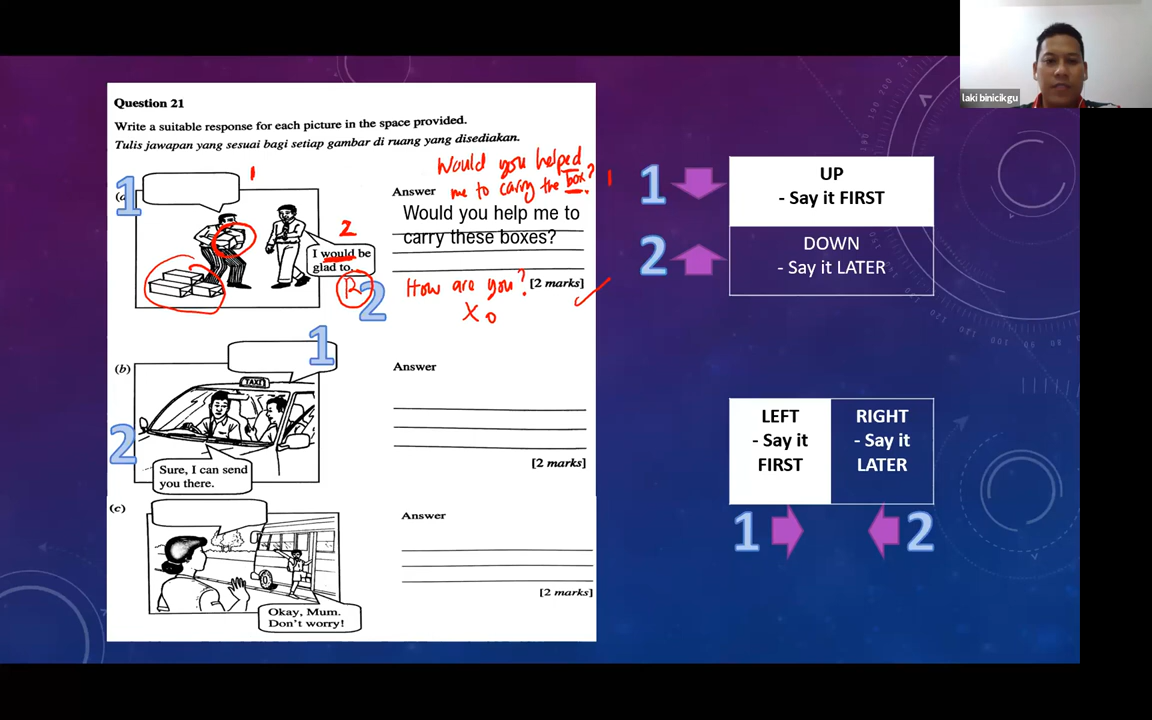 laki binicikgu
Question 21
Write a suitable response for each picture in the space provided.
Tulis jawapan yang sesuai bagi setiap gambar di ruang yang disediakan.
Would you helped
me to carry the box?
1
1
1
(a)
Answer
Would you help me to
carry these boxes?
2
I would be
glad to.
R
2
How are you?
[2 marks]
X 0
1
(b)
TAXI
Answer
2
Sure, I can send
you there.
[2 marks]
(c)
Answer
Okay, Mum.
Don't worry!
[2 marks]
1
UP
- Say it FIRST
2
DOWN
- Say it LATER
LEFT
- Say it
FIRST
RIGHT
- Say it
LATER
1
2